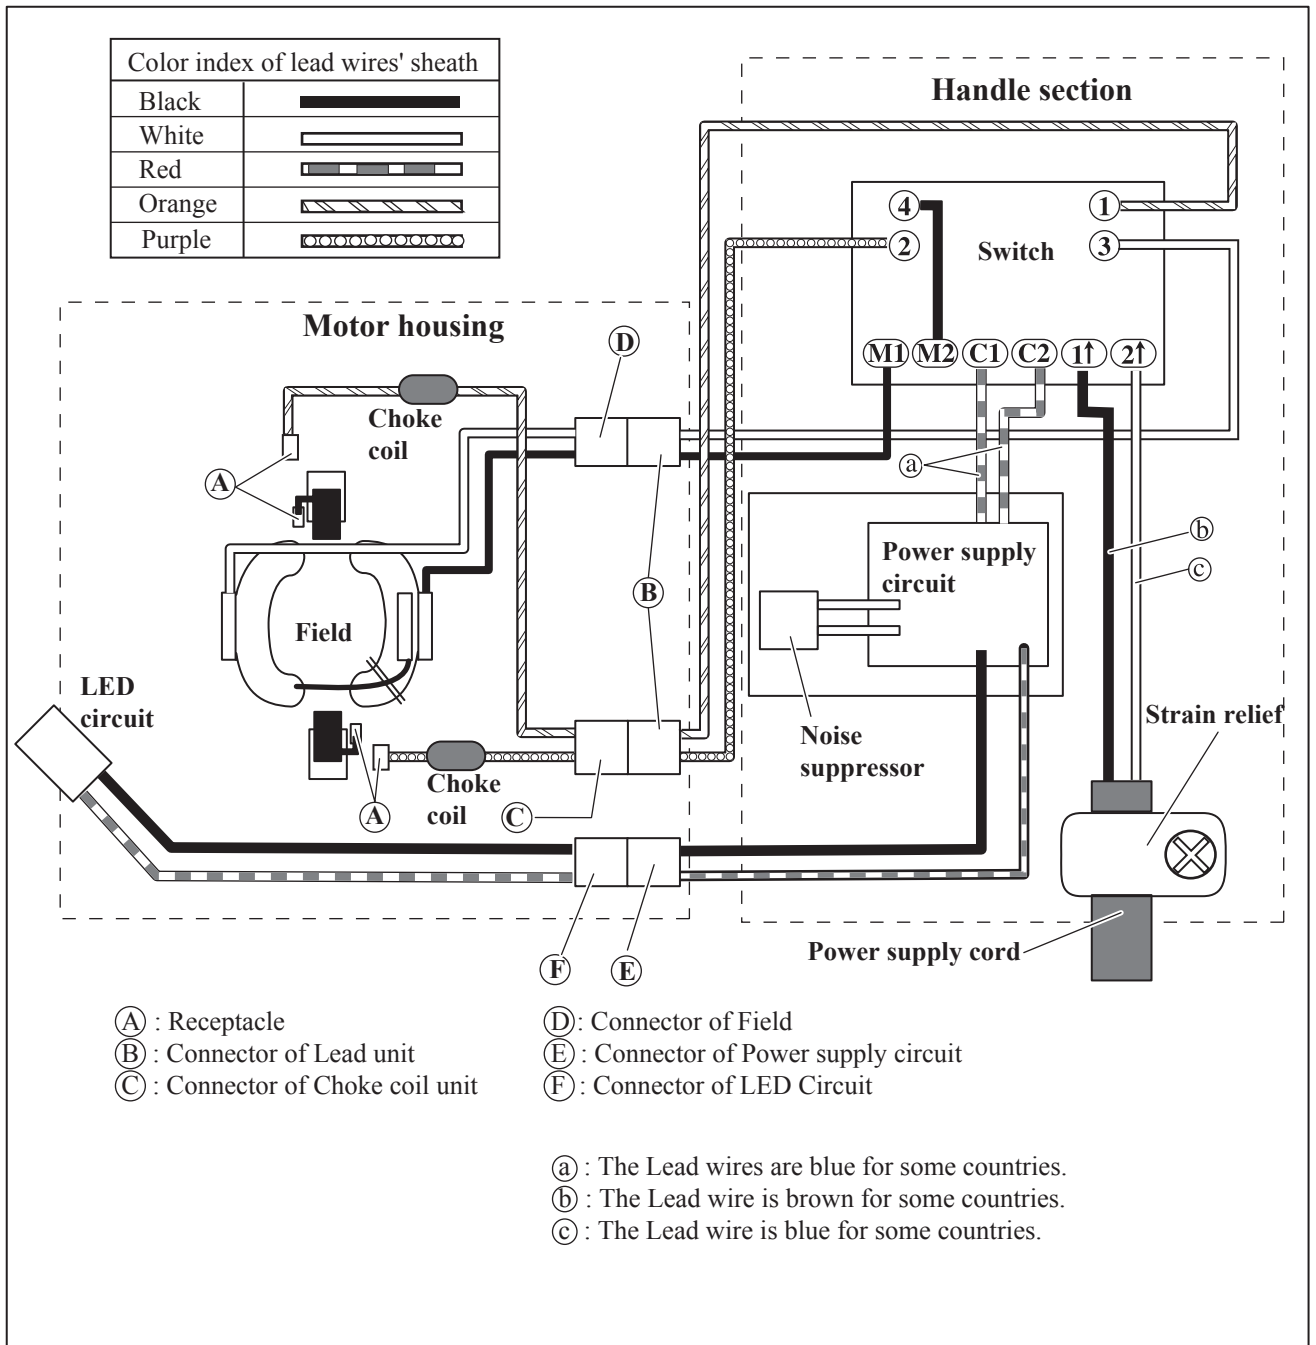 Color index of lead wires' sheath
Black
White
Red
Orange
Purple
Handle section
4
1
2
3
Switch
M1 M2 C1 C2 1↑ 2↑
Motor housing
D
Choke
coil
A
a
b
c
Power supply
circuit
B
Field
LED
circuit
Noise
suppressor
Strain relief
Choke
coil
A
C
F
E
Power supply cord
A : Receptacle
B : Connector of Lead unit
C : Connector of Choke coil unit
D: Connector of Field
E : Connector of Power supply circuit
F : Connector of LED Circuit
a : The Lead wires are blue for some countries.
b : The Lead wire is brown for some countries.
c : The Lead wire is blue for some countries.